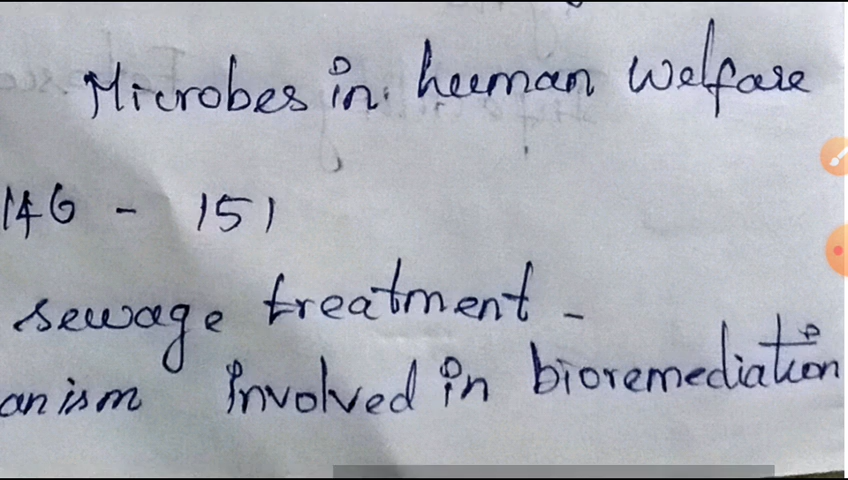 Microbes in human welfare
146 - 151
sewage treatment -
anism involved in bioremediation